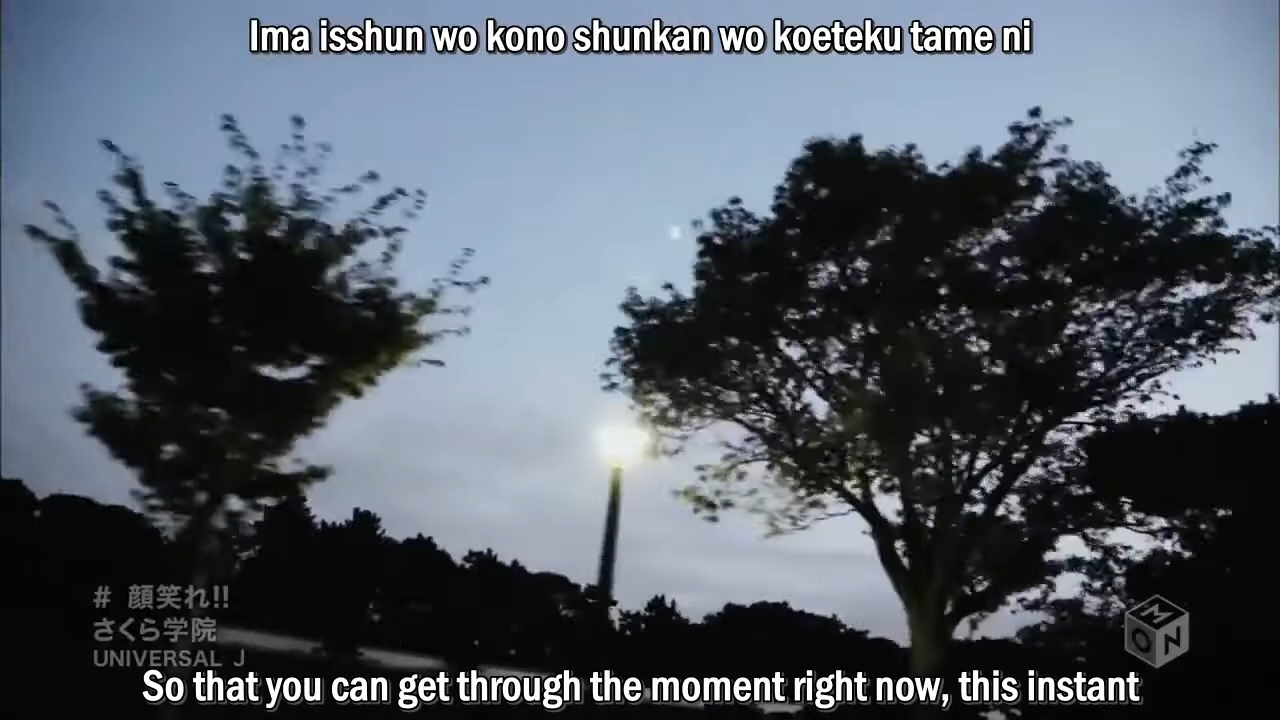 Ima isshun wo kono shunkan wo koeteku tame ni
# 顔笑れ!!
さくら学院
UNIVERSAL J
M
ON
So that you can get through the moment right now, this instant